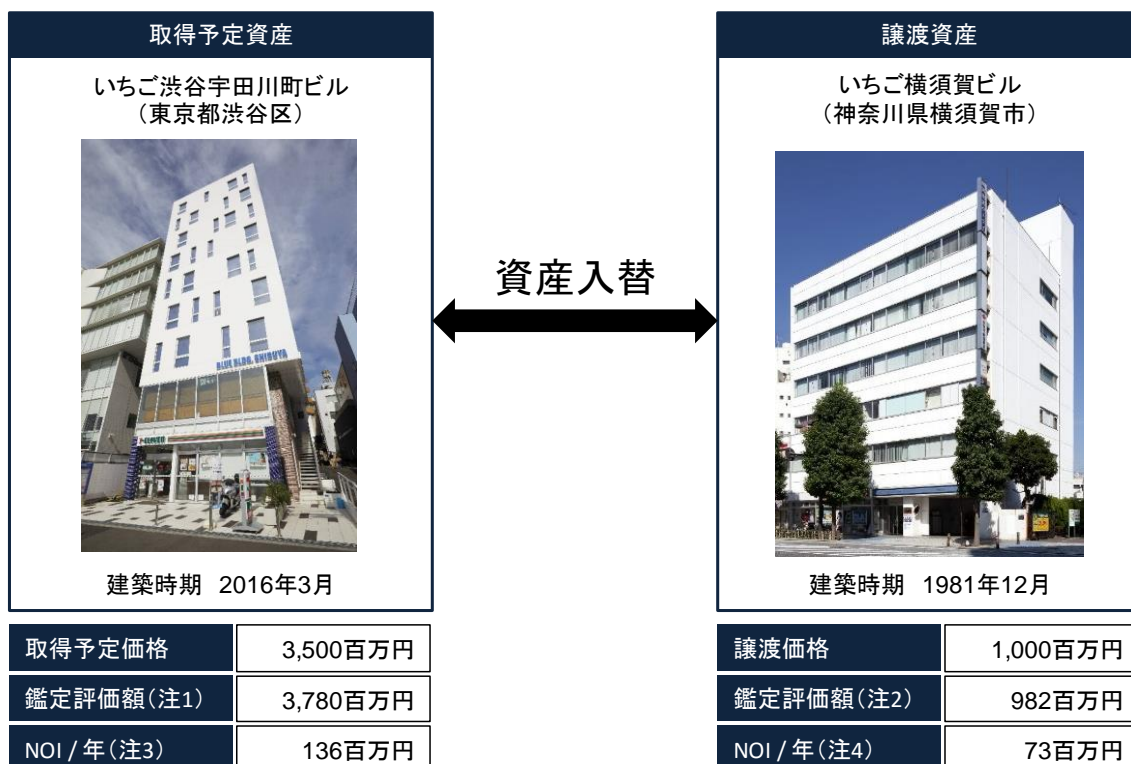 取得予定資産
いちご渋谷宇田川町ビル
（東京都渋谷区）
BLUE BLDG. SHIBUYA
建築時期 2016年3月
取得予定価格 3,500百万円
鑑定評価額（注1） 3,780百万円
NOI / 年（注3） 136百万円
資産入替
譲渡資産
いちご横須賀ビル
（神奈川県横須賀市）
建築時期 1981年12月
譲渡価格 1,000百万円
鑑定評価額（注2） 982百万円
NOI / 年（注4） 73百万円